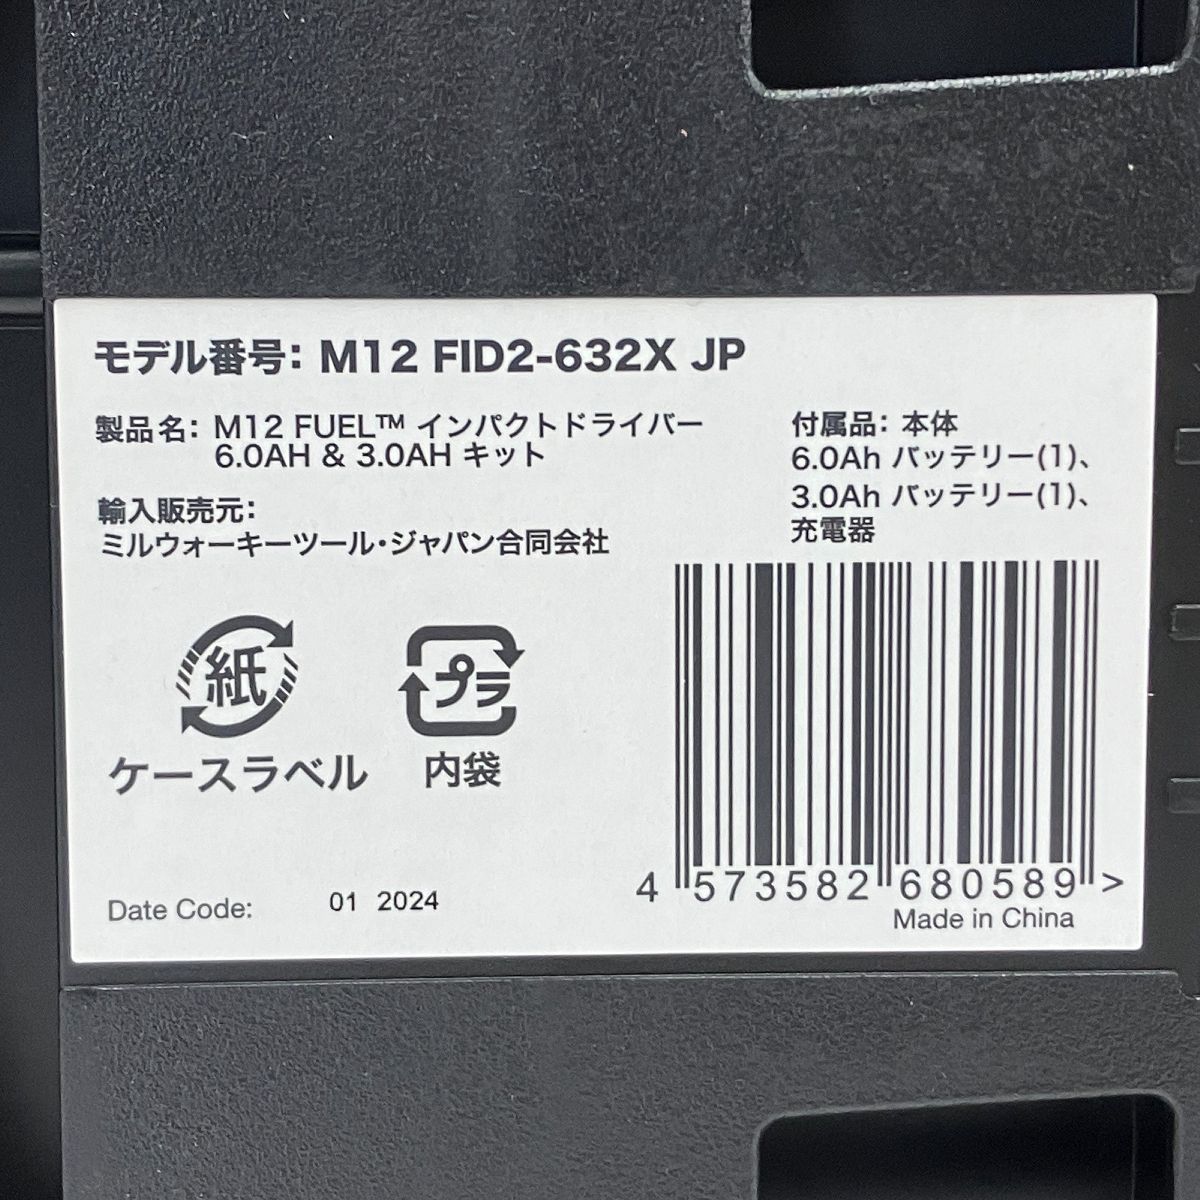 モデル番号: M12 FID2-632X JP
製品名: M12 FUEL™ インパクトドライバー
6.0AH & 3.0AH キット
輸入販売元:
ミルウォーキーツール・ジャパン合同会社
付属品: 本体
6.0Ah バッテリー(1)、
3.0Ah バッテリー(1)、
充電器
紙
ケースラベル
プラ
内袋
4 573582 680589 >
Made in China
Date Code: 01 2024